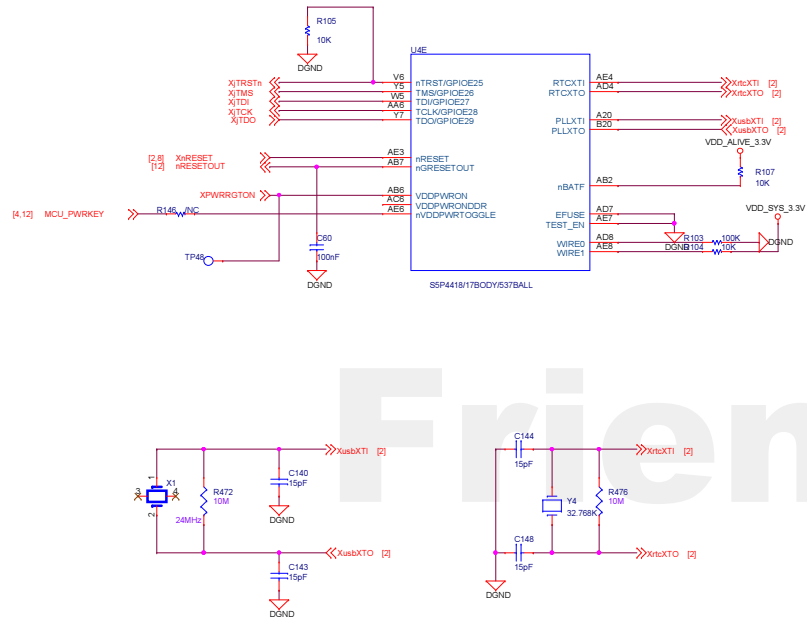 R105
10K
DGND
U4E
XjTRSTn V6 nTRST/GPIOE25 RTCXTI AE4 XrtcXTI [2]
XjTMS Y5 TMS/GPIOE26 RTCXTO AD4 XrtcXTO [2]
XjTDI W5 TDI/GPIOE27
XjTCK AA6 TCLK/GPIOE28 PLLXTI A20 XusbXTI [2]
XjTDO Y7 TDO/GPIOE29 PLLXTO B20 XusbXTO [2]
VDD_ALIVE_3.3V
[2,8] XnRESET AE3 nRESET
[12] nRESETOUT AB7 nGRESETOUT
R107
10K
nBATF AB2
XPWRRGTON AB6 VDDPWRON
AC6 VDDPWRONDDR
[4,12] MCU_PWRKEY R146 /NC AE6 nVDDPWRTOGGLE
VDD_SYS_3.3V
EFUSE AD7
TEST_EN AE7
DGND
WIRE0 AD8 R103 100K DGND
WIRE1 AE8 R104 10K
C60
100nF
TP48
DGND
S5P4418/17BODY/537BALL
Frien
XusbXTI [2]
X1
1
3 4
2
24MHz
R472
10M
C140
15pF
DGND
XusbXTO [2]
C143
15pF
DGND
C144
15pF
XrtcXTI [2]
Y4
32.768K
R476
10M
C148
15pF
XrtcXTO [2]
DGND